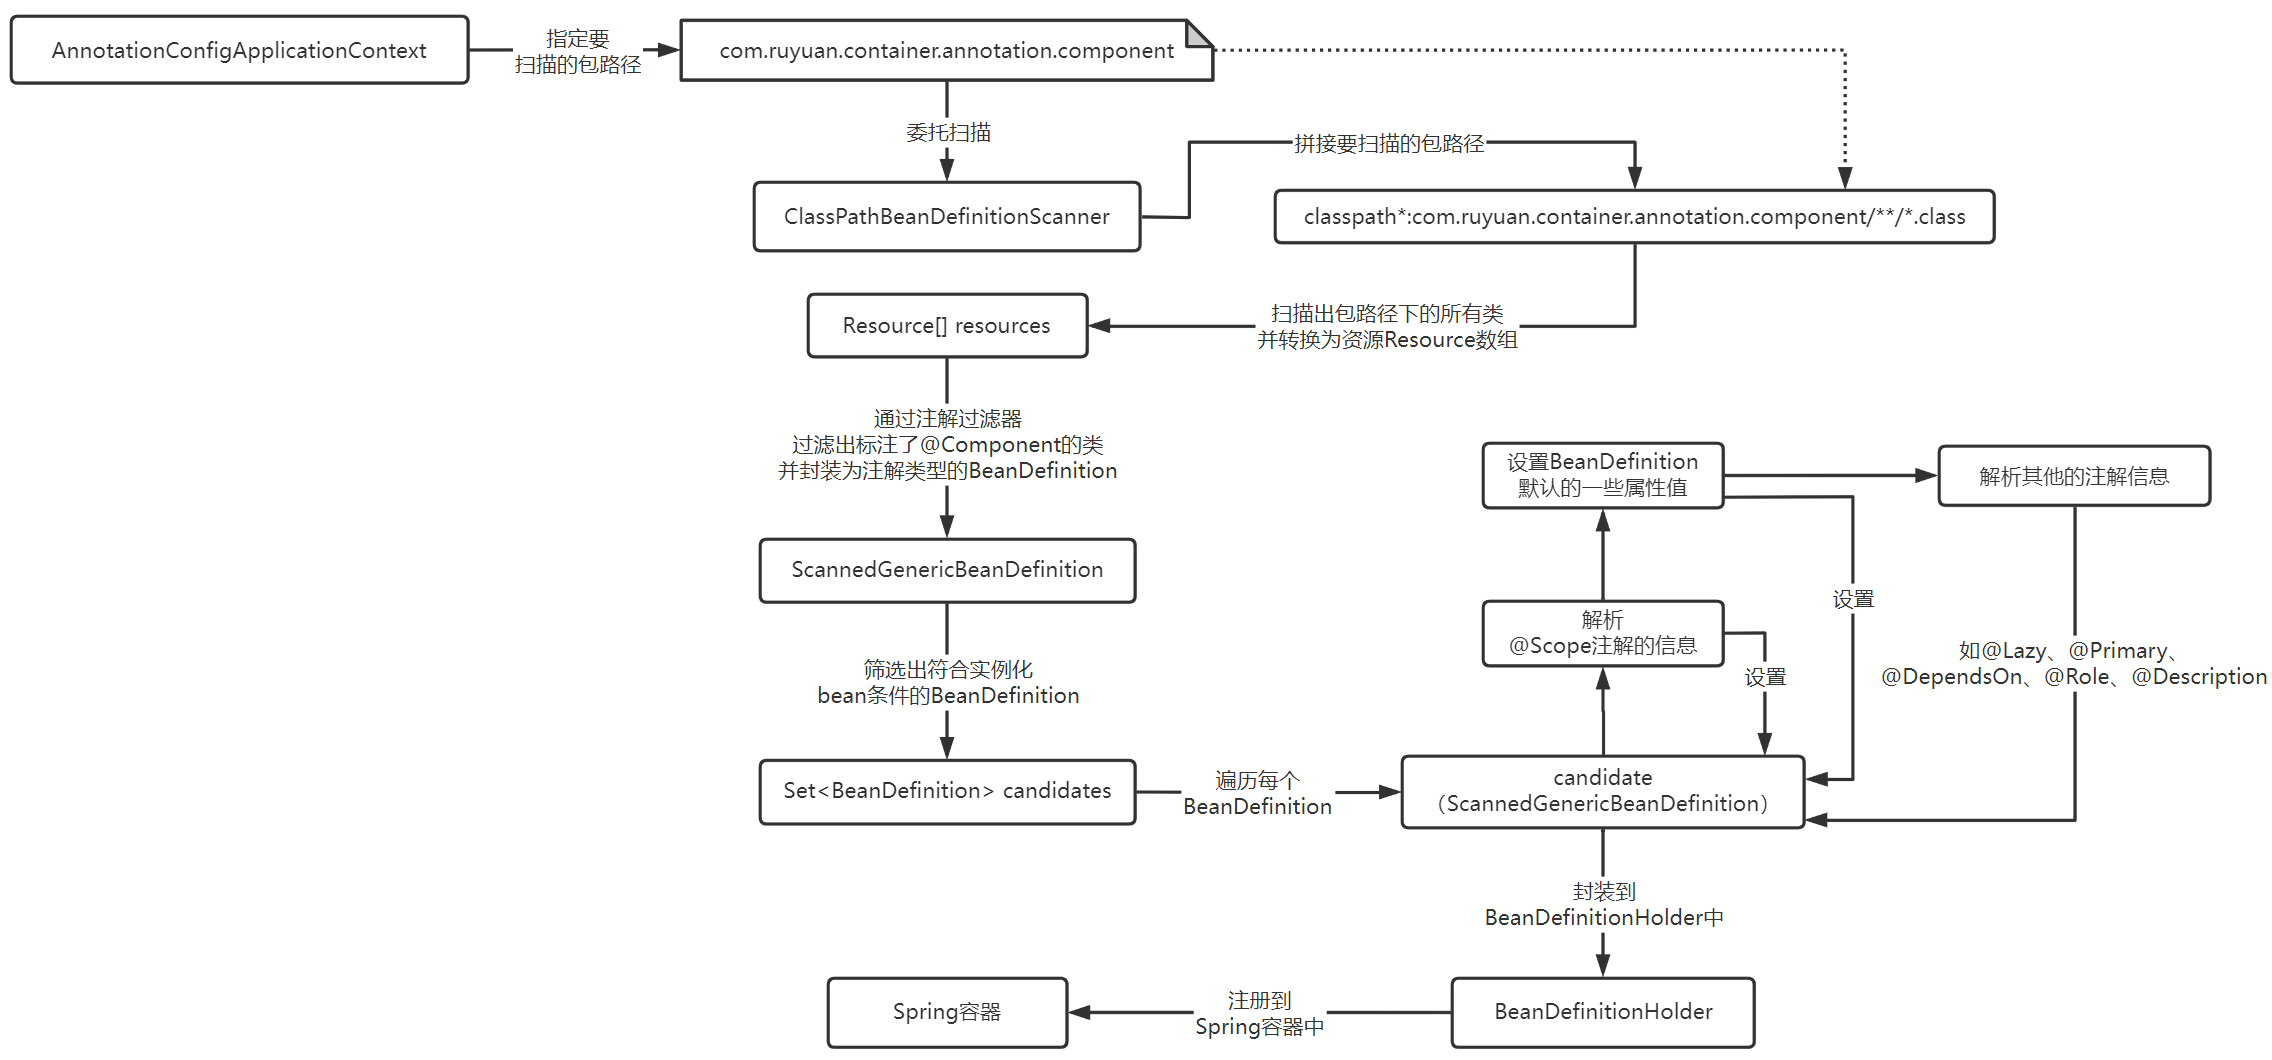 AnnotationConfigApplicationContext
指定要
扫描的包路径
com.ruyuan.container.annotation.component
委托扫描
ClassPathBeanDefinitionScanner
拼接要扫描的包路径
classpath*:com.ruyuan.container.annotation.component/**/*.class
扫描出包路径下的所有类
并转换为资源Resource数组
Resource[] resources
通过注解过滤器
过滤出标注了@Component的类
并封装为注解类型的BeanDefinition
ScannedGenericBeanDefinition
筛选出符合实例化
bean条件的BeanDefinition
Set<BeanDefinition> candidates
遍历每个
BeanDefinition
candidate
（ScannedGenericBeanDefinition）
解析
@Scope注解的信息
设置
设置BeanDefinition
默认的一些属性值
设置
解析其他的注解信息
如@Lazy、@Primary、
@DependsOn、@Role、@Description
封装到
BeanDefinitionHolder中
BeanDefinitionHolder
注册到
Spring容器中
Spring容器